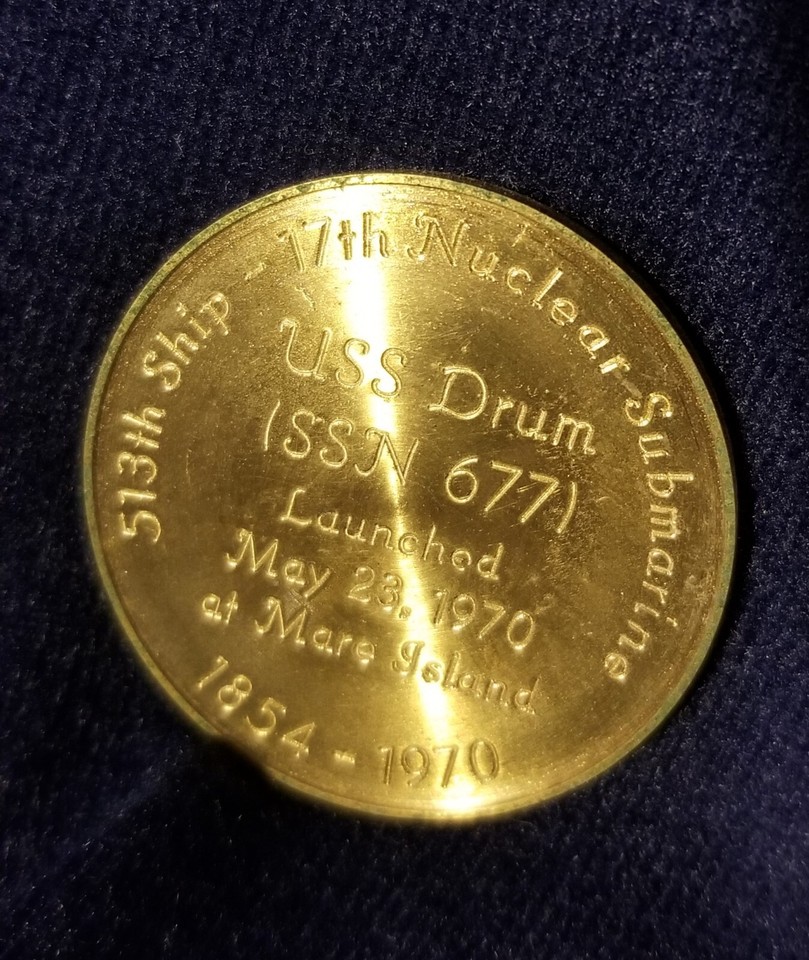 513th Ship - 17th Nuclear Submarine
USS Drum
(SSN 677)
Launched
May 23, 1970
at Mare Island
1854 - 1970